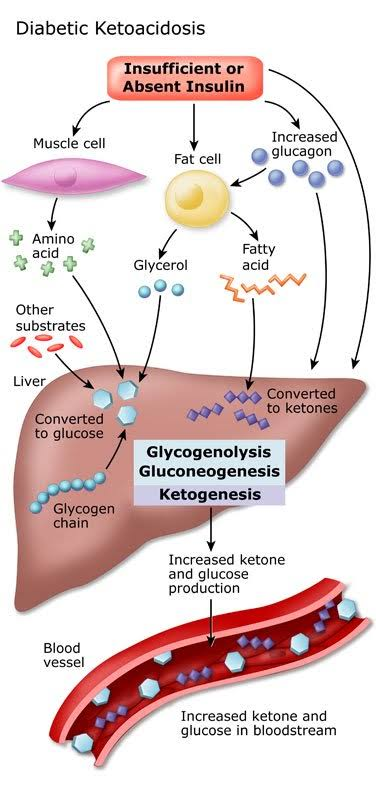 Diabetic Ketoacidosis
Insufficient or
Absent Insulin
Muscle cell
Fat cell
Increased
glucagon
Amino
acid
Glycerol
Fatty
acid
Other
substrates
Liver
Converted
to glucose
Converted
to ketones
Glycogenolysis
Gluconeogenesis
Ketogenesis
Glycogen
chain
Increased ketone
and glucose
production
Blood
vessel
Increased ketone and
glucose in bloodstream